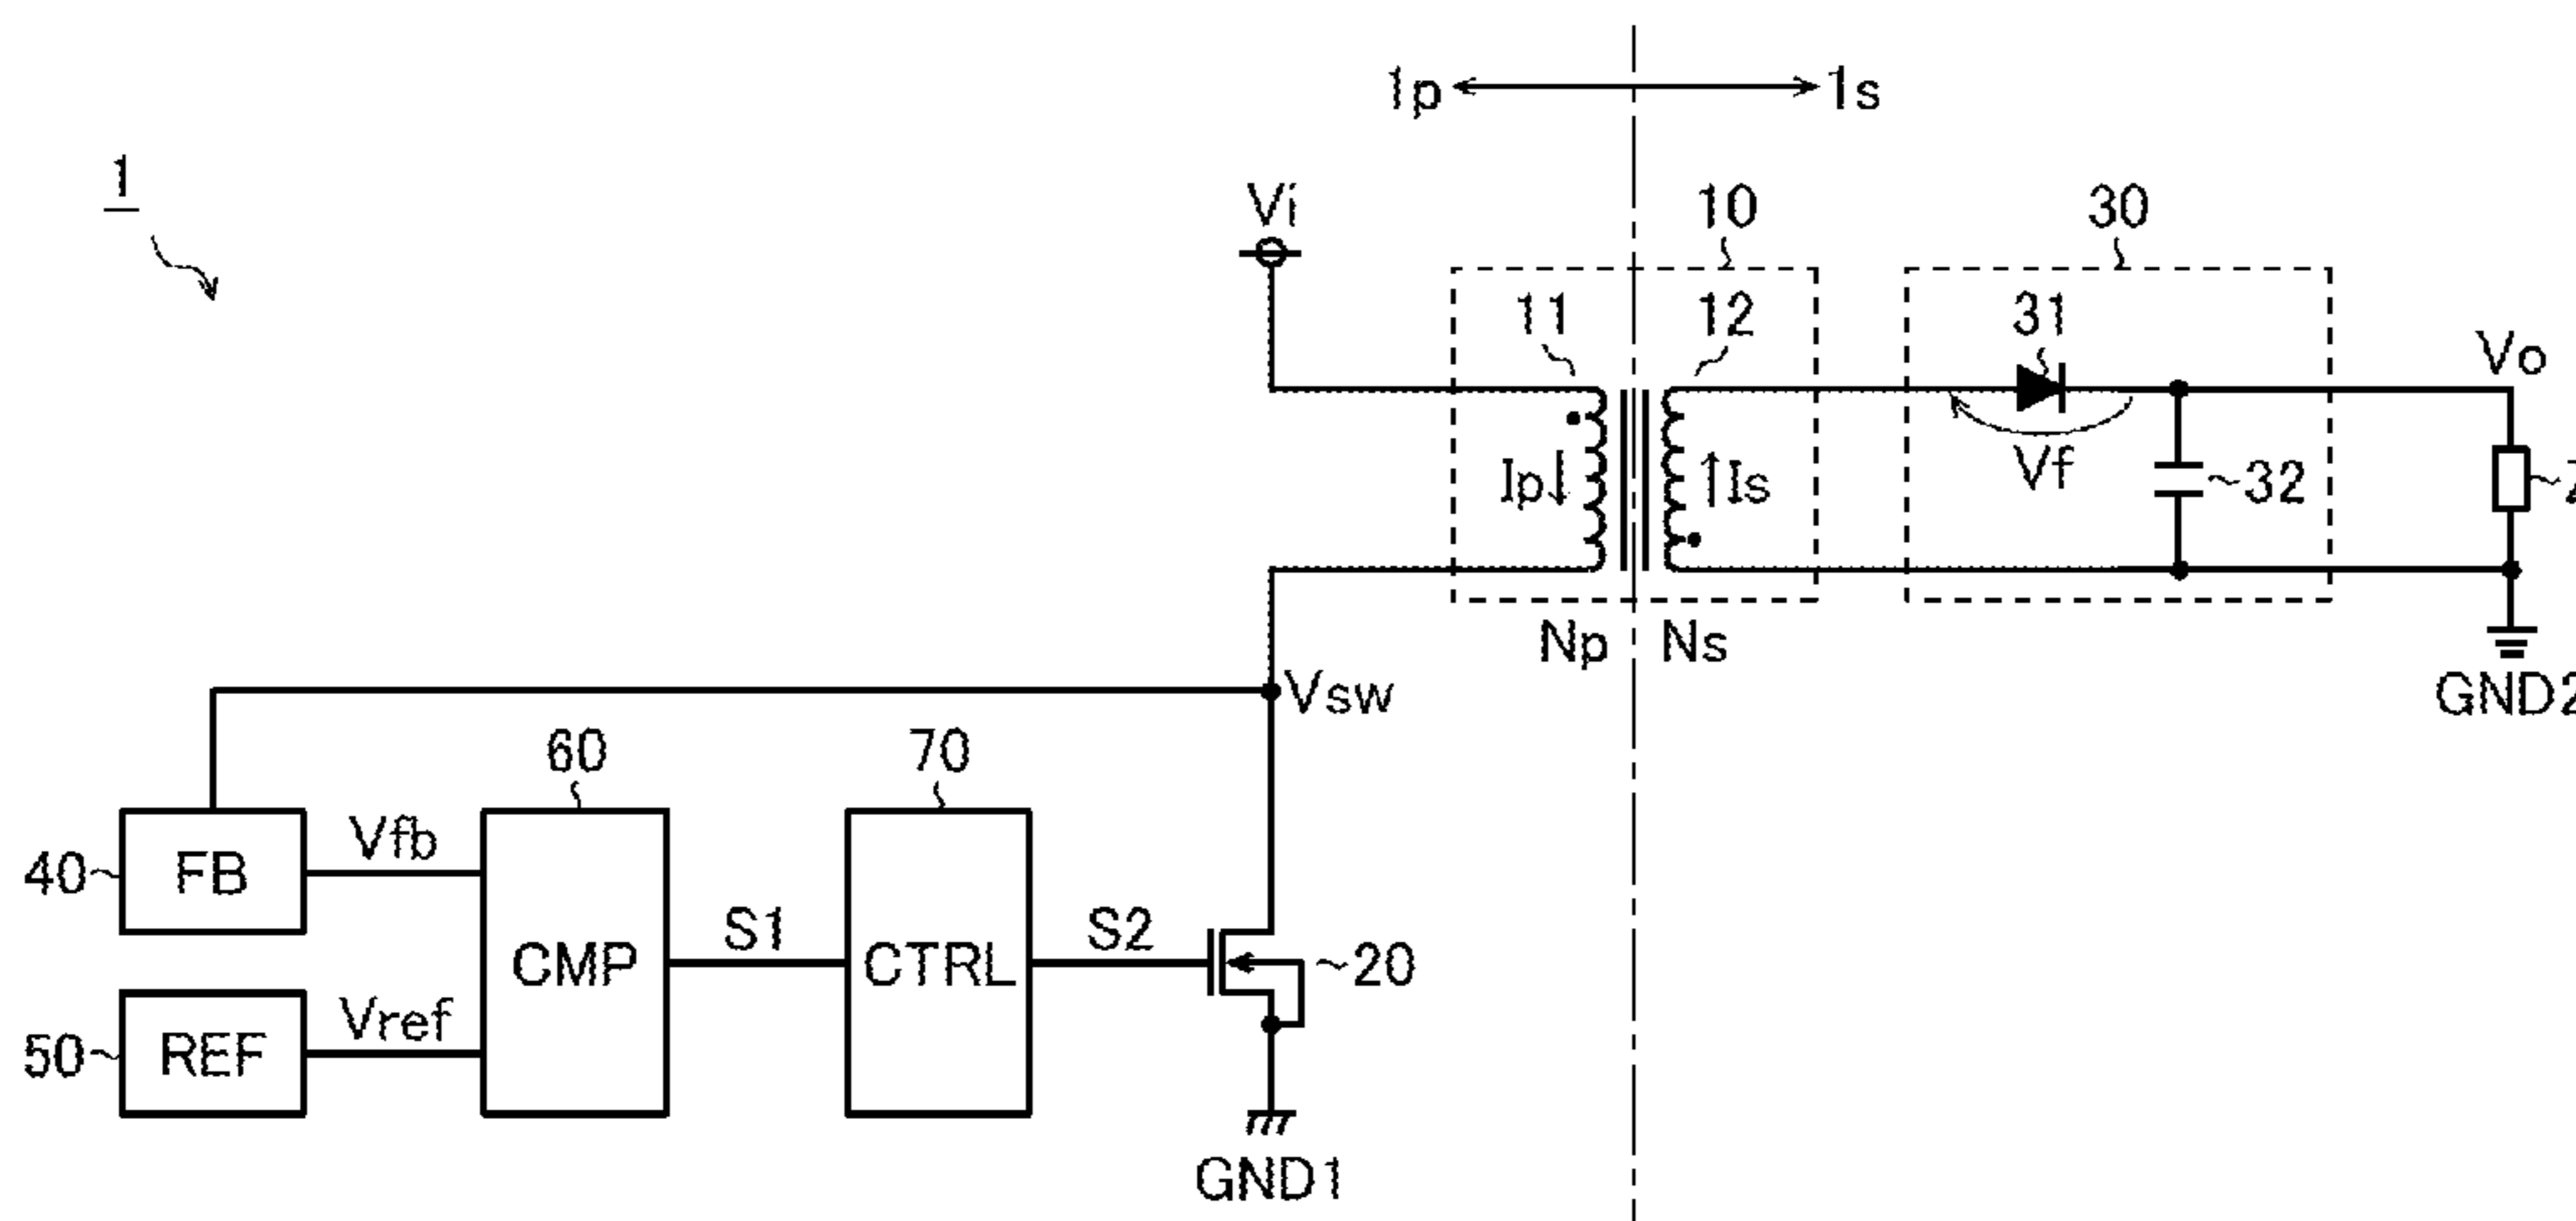 1p 1s
1
Vi 10 30
11 12 31
Vo
Ip Is Vf 32
Np Ns
Vsw GND2
60 70
40 FB Vfb
CMP S1 CTRL S2 20
50 REF Vref
GND1